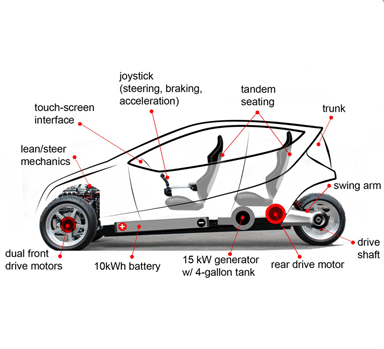 joystick
(steering, braking,
acceleration)
tandem
seating
touch-screen
interface
trunk
lean/steer
mechanics
swing arm
dual front
drive motors
10kWh battery
15 kW generator
w/ 4-gallon tank
rear drive motor
drive
shaft